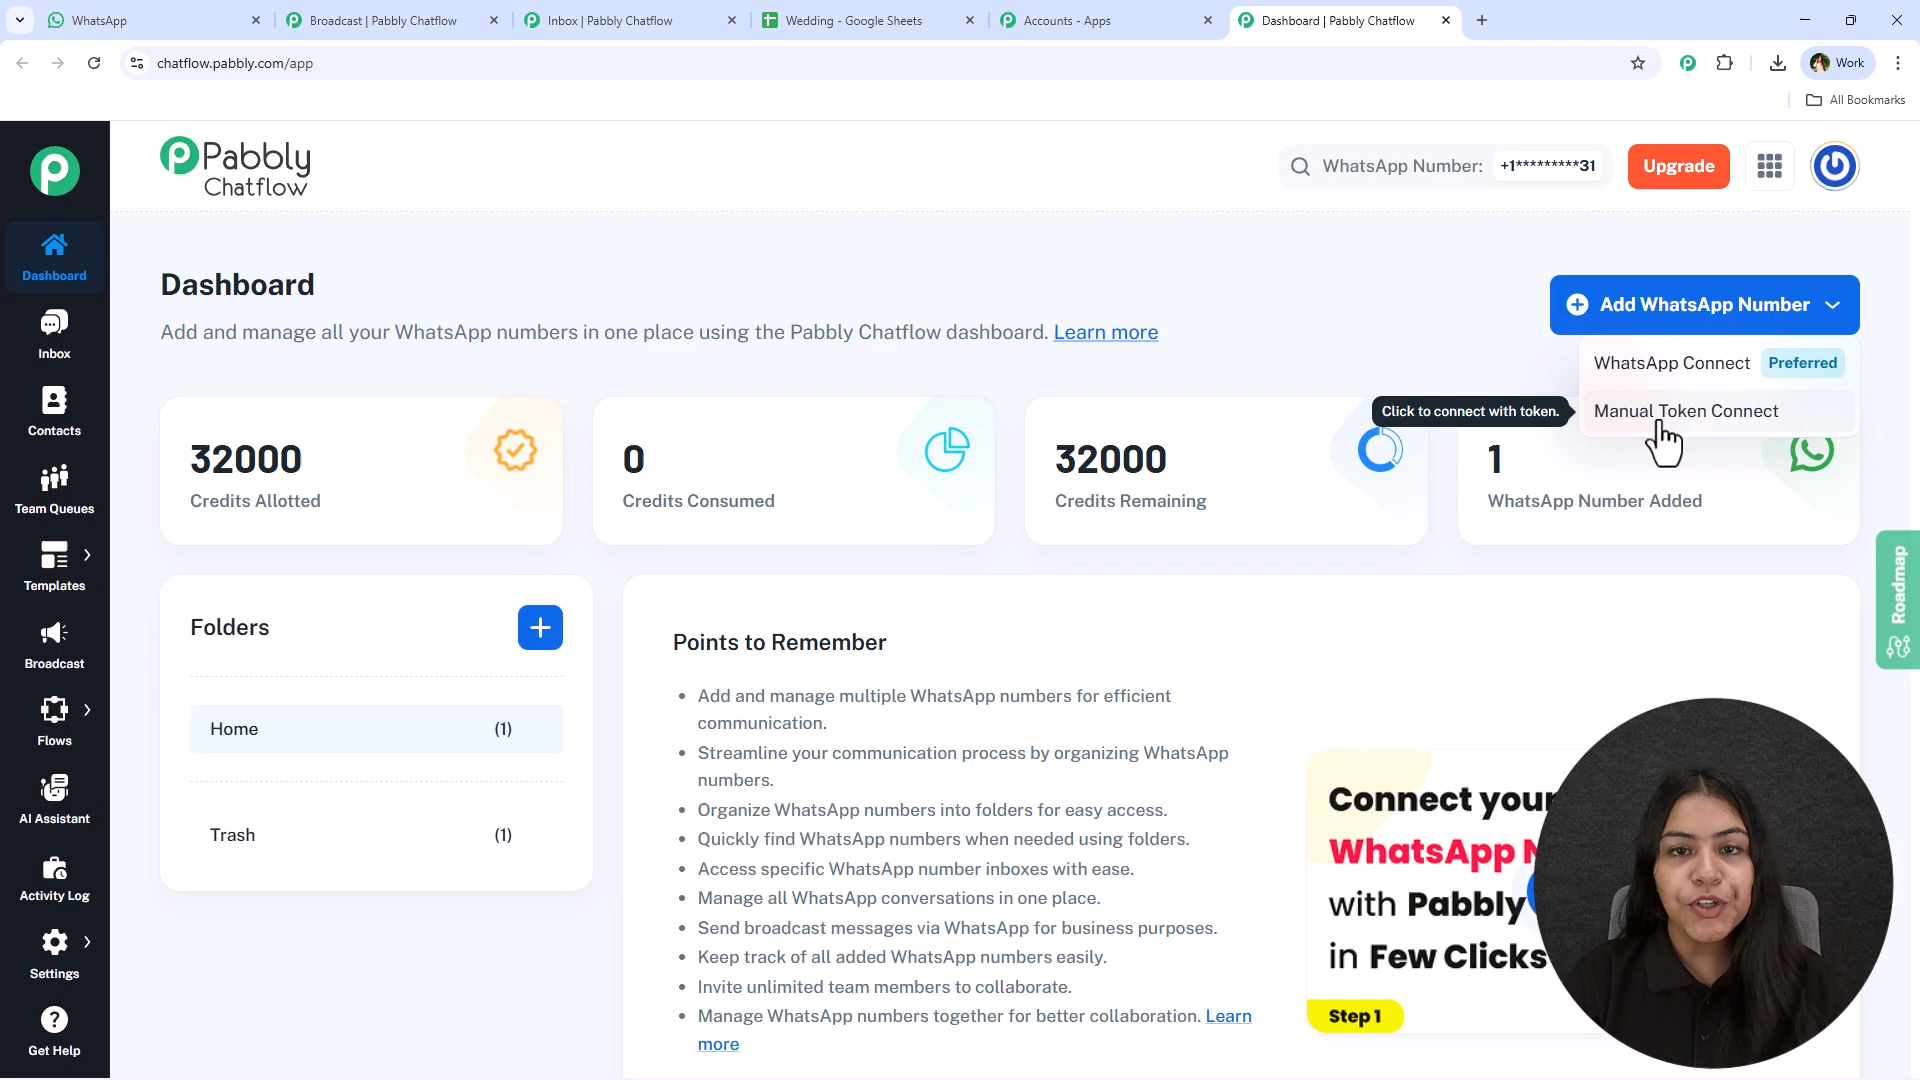 WhatsApp
Broadcast | Pabbly Chatflow
Inbox | Pabbly Chatflow
Wedding - Google Sheets
Accounts - Apps
Dashboard | Pabbly Chatflow
chatflow.pabbly.com/app
Work
All Bookmarks
Pabbly
Chatflow
WhatsApp Number: +1*********31
Upgrade
Dashboard
Inbox
Contacts
Team Queues
Templates
Broadcast
Flows
AI Assistant
Activity Log
Settings
Get Help
Dashboard
Add and manage all your WhatsApp numbers in one place using the Pabbly Chatflow dashboard. Learn more
Add WhatsApp Number
WhatsApp Connect Preferred
Click to connect with token.
Manual Token Connect
32000
Credits Allotted
0
Credits Consumed
32000
Credits Remaining
1
WhatsApp Number Added
Roadmap
Folders
Home (1)
Trash (1)
Points to Remember
• Add and manage multiple WhatsApp numbers for efficient
communication.
• Streamline your communication process by organizing WhatsApp
numbers.
• Organize WhatsApp numbers into folders for easy access.
• Quickly find WhatsApp numbers when needed using folders.
• Access specific WhatsApp number inboxes with ease.
• Manage all WhatsApp conversations in one place.
• Send broadcast messages via WhatsApp for business purposes.
• Keep track of all added WhatsApp numbers easily.
• Invite unlimited team members to collaborate.
• Manage WhatsApp numbers together for better collaboration. Learn
more
Connect your
WhatsApp N
with Pabbly
in Few Clicks
Step 1